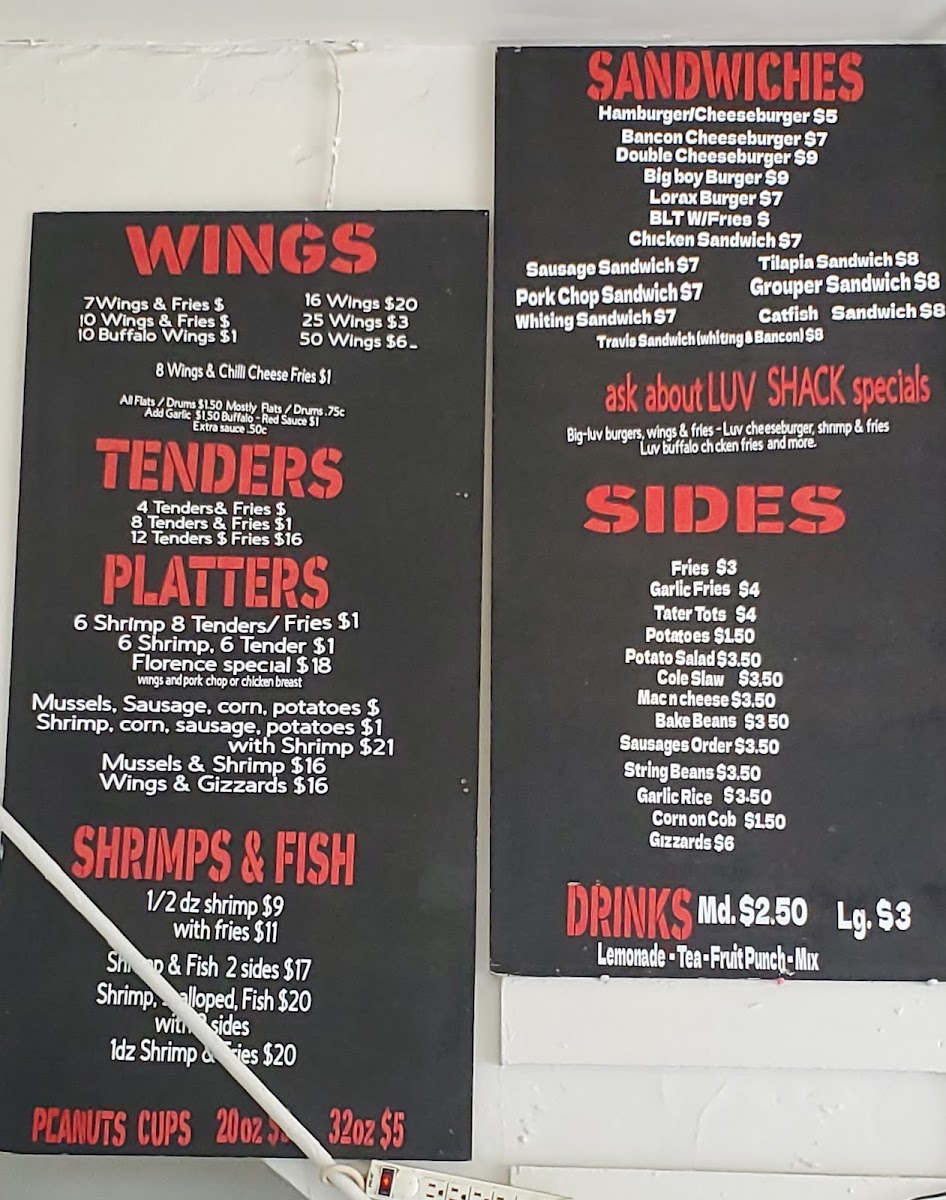 WINGS
7 Wings & Fries $
10 Wings & Fries $
10 Buffalo Wings $1
16 Wings $20
25 Wings $3
50 Wings $6
8 Wings & Chilli Cheese Fries $1
All Flats / Drums $1.50 Mostly Flats / Drums .75c
Add Garlic $1.50 Buffalo - Red Sauce $1
Extra sauce .50c
TENDERS
4 Tenders & Fries $
8 Tenders & Fries $1
12 Tenders $ Fries $16
PLATTERS
6 Shrimp 8 Tenders/ Fries $1
6 Shrimp, 6 Tender $1
Florence special $18
wings and pork chop or chicken breast
Mussels, Sausage, corn, potatoes $
Shrimp, corn, sausage, potatoes $1
with Shrimp $21
Mussels & Shrimp $16
Wings & Gizzards $16
SHRIMPS & FISH
1/2 dz shrimp $9
with fries $11
& Fish 2 sides $17
Shrimp, Fish $20
sides
1dz Shrimp & Fries $20
PEANUTS CUPS 20oz 32oz $5
SANDWICHES
Hamburger/Cheeseburger $5
Bancon Cheeseburger $7
Double Cheeseburger $9
Big boy Burger $9
Lorax Burger $7
BLT W/Fries $
Chicken Sandwich $7
Sausage Sandwich $7
Pork Chop Sandwich $7
Whiting Sandwich $7
Tilapia Sandwich $8
Grouper Sandwich $8
Catfish Sandwich $8
Travis Sandwich (whiting & Bancon) $8
ask about LUV SHACK specials
Big-luv burgers, wings & fries - Luv cheeseburger, shrimp & fries
Luv buffalo ch cken fries and more.
SIDES
Fries $3
Garlic Fries $4
Tater Tots $4
Potatoes $1.50
Potato Salad $3.50
Cole Slaw $3.50
Mac n cheese $3.50
Bake Beans $3 50
Sausages Order $3.50
String Beans $3.50
Garlic Rice $3.50
Corn on Cob $1.50
Gizzards $6
DRINKS Md. $2.50 Lg. $3
Lemonade - Tea - Fruit Punch - Mix